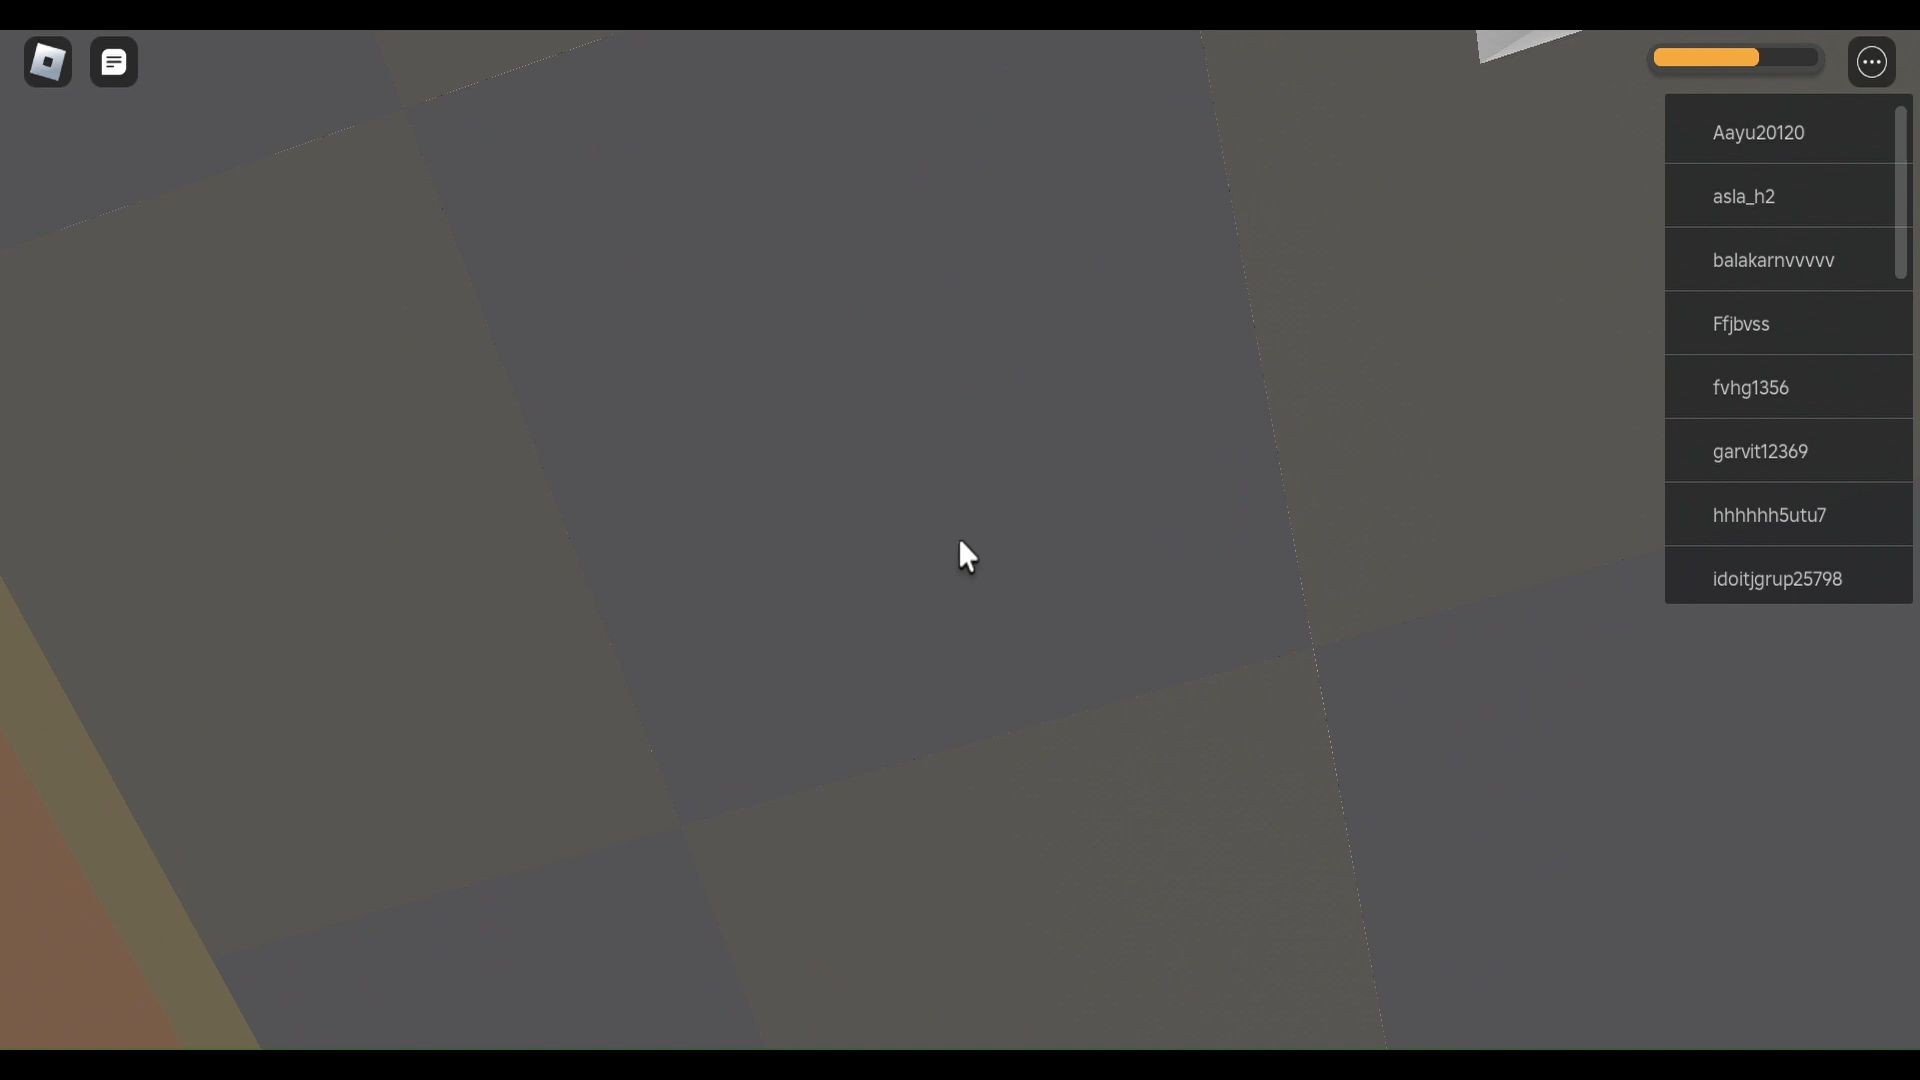 Aayu20120
asla_h2
balakarnvvvvv
Ffjbvss
fvhg1356
garvit12369
hhhhhh5utu7
idoitjgrup25798